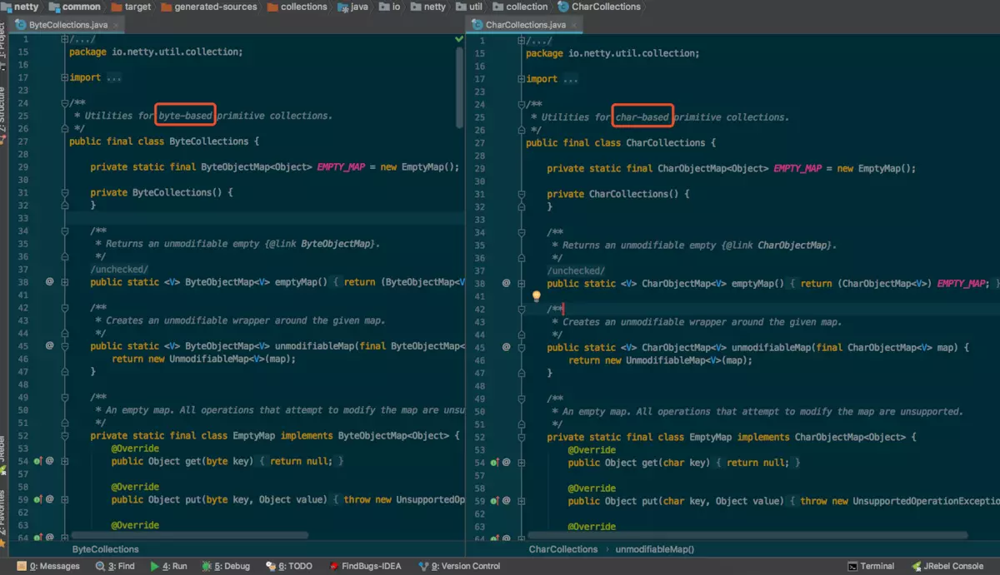 netty common target generated-sources collections java io netty util collection CharCollections
ByteCollections.java
1 /.../
15 package io.netty.util.collection;
16
17 import ...
23
24 /**
25 * Utilities for byte-based primitive collections.
26 */
27 public final class ByteCollections {
28
29 private static final ByteObjectMap<Object> EMPTY_MAP = new EmptyMap();
30
31 private ByteCollections() {
32 }
33
34 /**
35 * Returns an unmodifiable empty {@link ByteObjectMap}.
36 */
37 /unchecked/
38 @ public static <V> ByteObjectMap<V> emptyMap() { return (ByteObjectMap<V
41
42 /**
43 * Creates an unmodifiable wrapper around the given map.
44 */
45 @ public static <V> ByteObjectMap<V> unmodifiableMap(final ByteObjectMap<
46 return new UnmodifiableMap<V>(map);
47 }
48
49 /**
50 * An empty map. All operations that attempt to modify the map are unsu
51 */
52 private static final class EmptyMap implements ByteObjectMap<Object> {
53 @Override
54 @ public Object get(byte key) { return null; }
57
58 @Override
59 @ public Object put(byte key, Object value) { throw new UnsupportedOp
62
63 @Override
64 @
ByteCollections
CharCollections.java
1 /.../
15 package io.netty.util.collection;
16
17 import ...
23
24 /**
25 * Utilities for char-based primitive collections.
26 */
27 public final class CharCollections {
28
29 private static final CharObjectMap<Object> EMPTY_MAP = new EmptyMap();
30
31 private CharCollections() {
32 }
33
34 /**
35 * Returns an unmodifiable empty {@link CharObjectMap}.
36 */
37 /unchecked/
38 @ public static <V> CharObjectMap<V> emptyMap() { return (CharObjectMap<V>) EMPTY_MAP; }
41
42 /**
43 * Creates an unmodifiable wrapper around the given map.
44 */
45 @ public static <V> CharObjectMap<V> unmodifiableMap(final CharObjectMap<V> map) {
46 return new UnmodifiableMap<V>(map);
47 }
48
49 /**
50 * An empty map. All operations that attempt to modify the map are unsupported.
51 */
52 private static final class EmptyMap implements CharObjectMap<Object> {
53 @Override
54 @ public Object get(char key) { return null; }
57
58 @Override
59 @ public Object put(char key, Object value) { throw new UnsupportedOperationExceptio
62
63 @Override
64 @
CharCollections › unmodifiableMap()
1: Project
7: Structure
JRebel
2: Favorites
0: Messages 3: Find 4: Run 5: Debug 6: TODO FindBugs-IDEA 9: Version Control Terminal JRebel Console